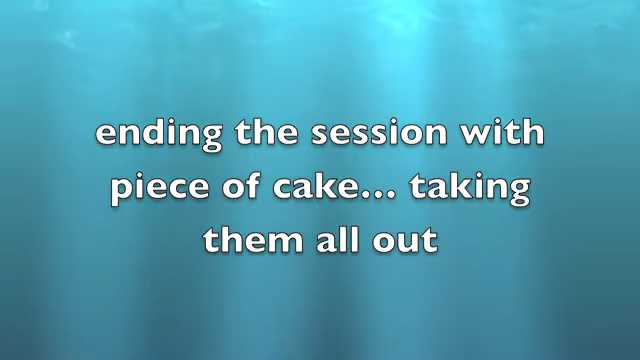 ending the session with
piece of cake... taking
them all out